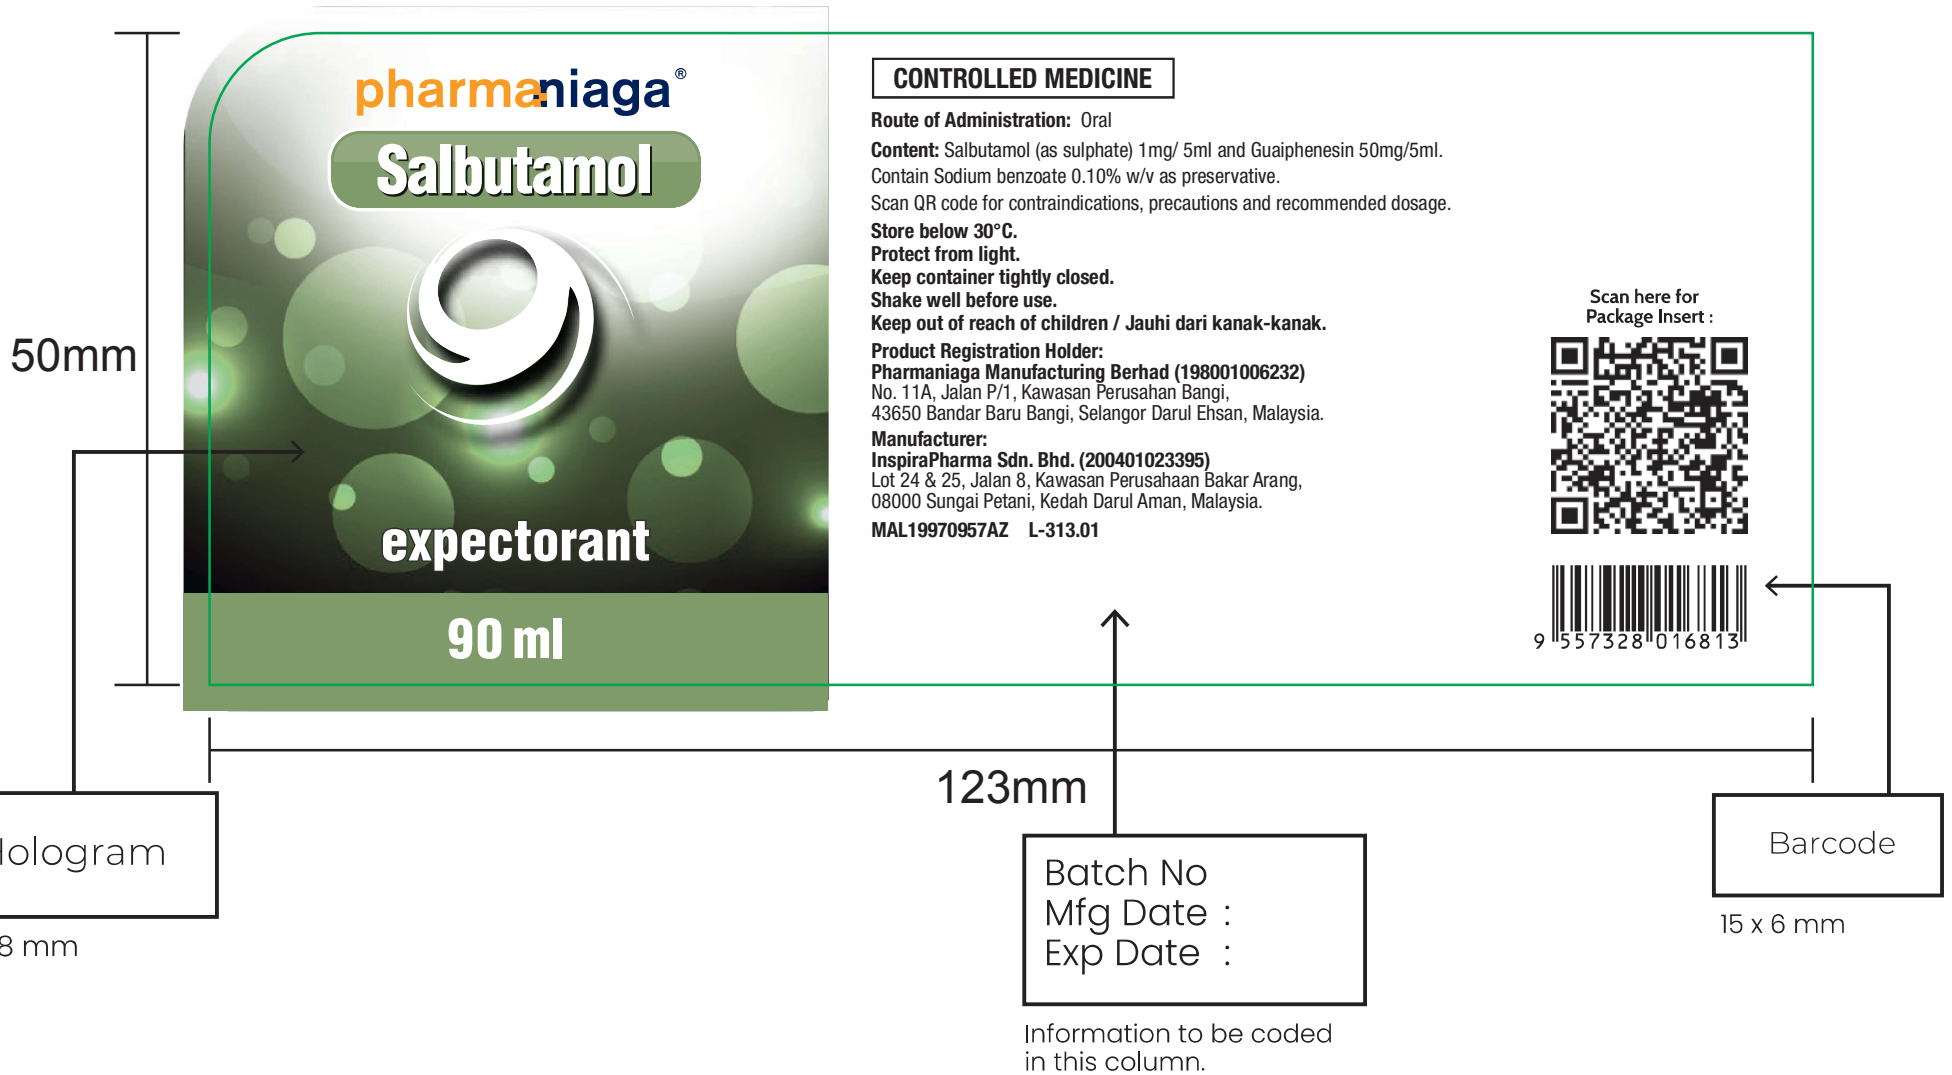 pharmaniaga®
Salbutamol
expectorant
90 ml
CONTROLLED MEDICINE
Route of Administration: Oral
Content: Salbutamol (as sulphate) 1mg/ 5ml and Guaiphenesin 50mg/5ml.
Contain Sodium benzoate 0.10% w/v as preservative.
Scan QR code for contraindications, precautions and recommended dosage.
Store below 30°C.
Protect from light.
Keep container tightly closed.
Shake well before use.
Keep out of reach of children / Jauhi dari kanak-kanak.
Product Registration Holder:
Pharmaniaga Manufacturing Berhad (198001006232)
No. 11A, Jalan P/1, Kawasan Perusahan Bangi,
43650 Bandar Baru Bangi, Selangor Darul Ehsan, Malaysia.
Manufacturer:
InspiraPharma Sdn. Bhd. (200401023395)
Lot 24 & 25, Jalan 8, Kawasan Perusahaan Bakar Arang,
08000 Sungai Petani, Kedah Darul Aman, Malaysia.
MAL19970957AZ L-313.01
Scan here for
Package Insert :
9 557328 016813
50mm
123mm
Hologram
8 mm
Batch No
Mfg Date :
Exp Date :
Information to be coded
in this column.
Barcode
15 x 6 mm